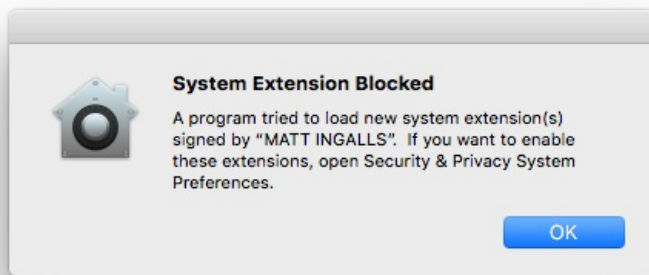 System Extension Blocked
A program tried to load new system extension(s)
signed by “MATT INGALLS”.  If you want to enable
these extensions, open Security & Privacy System
Preferences.
OK